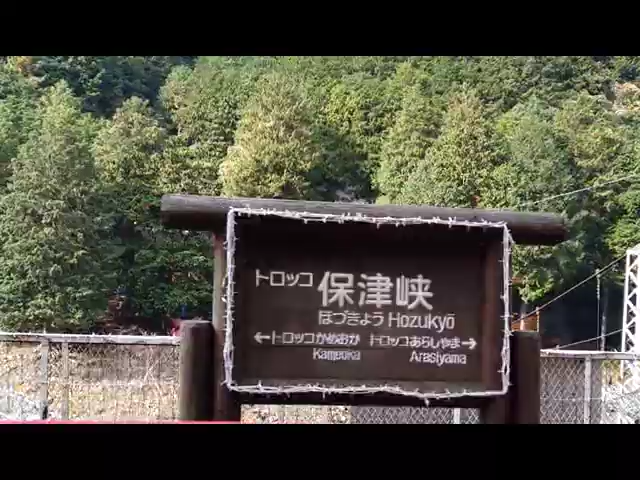 トロッコ 保津峡
ほづきょう Hozukyō
←トロッコかめおか トロッコあらしやま→
Kameoka Arasiyama